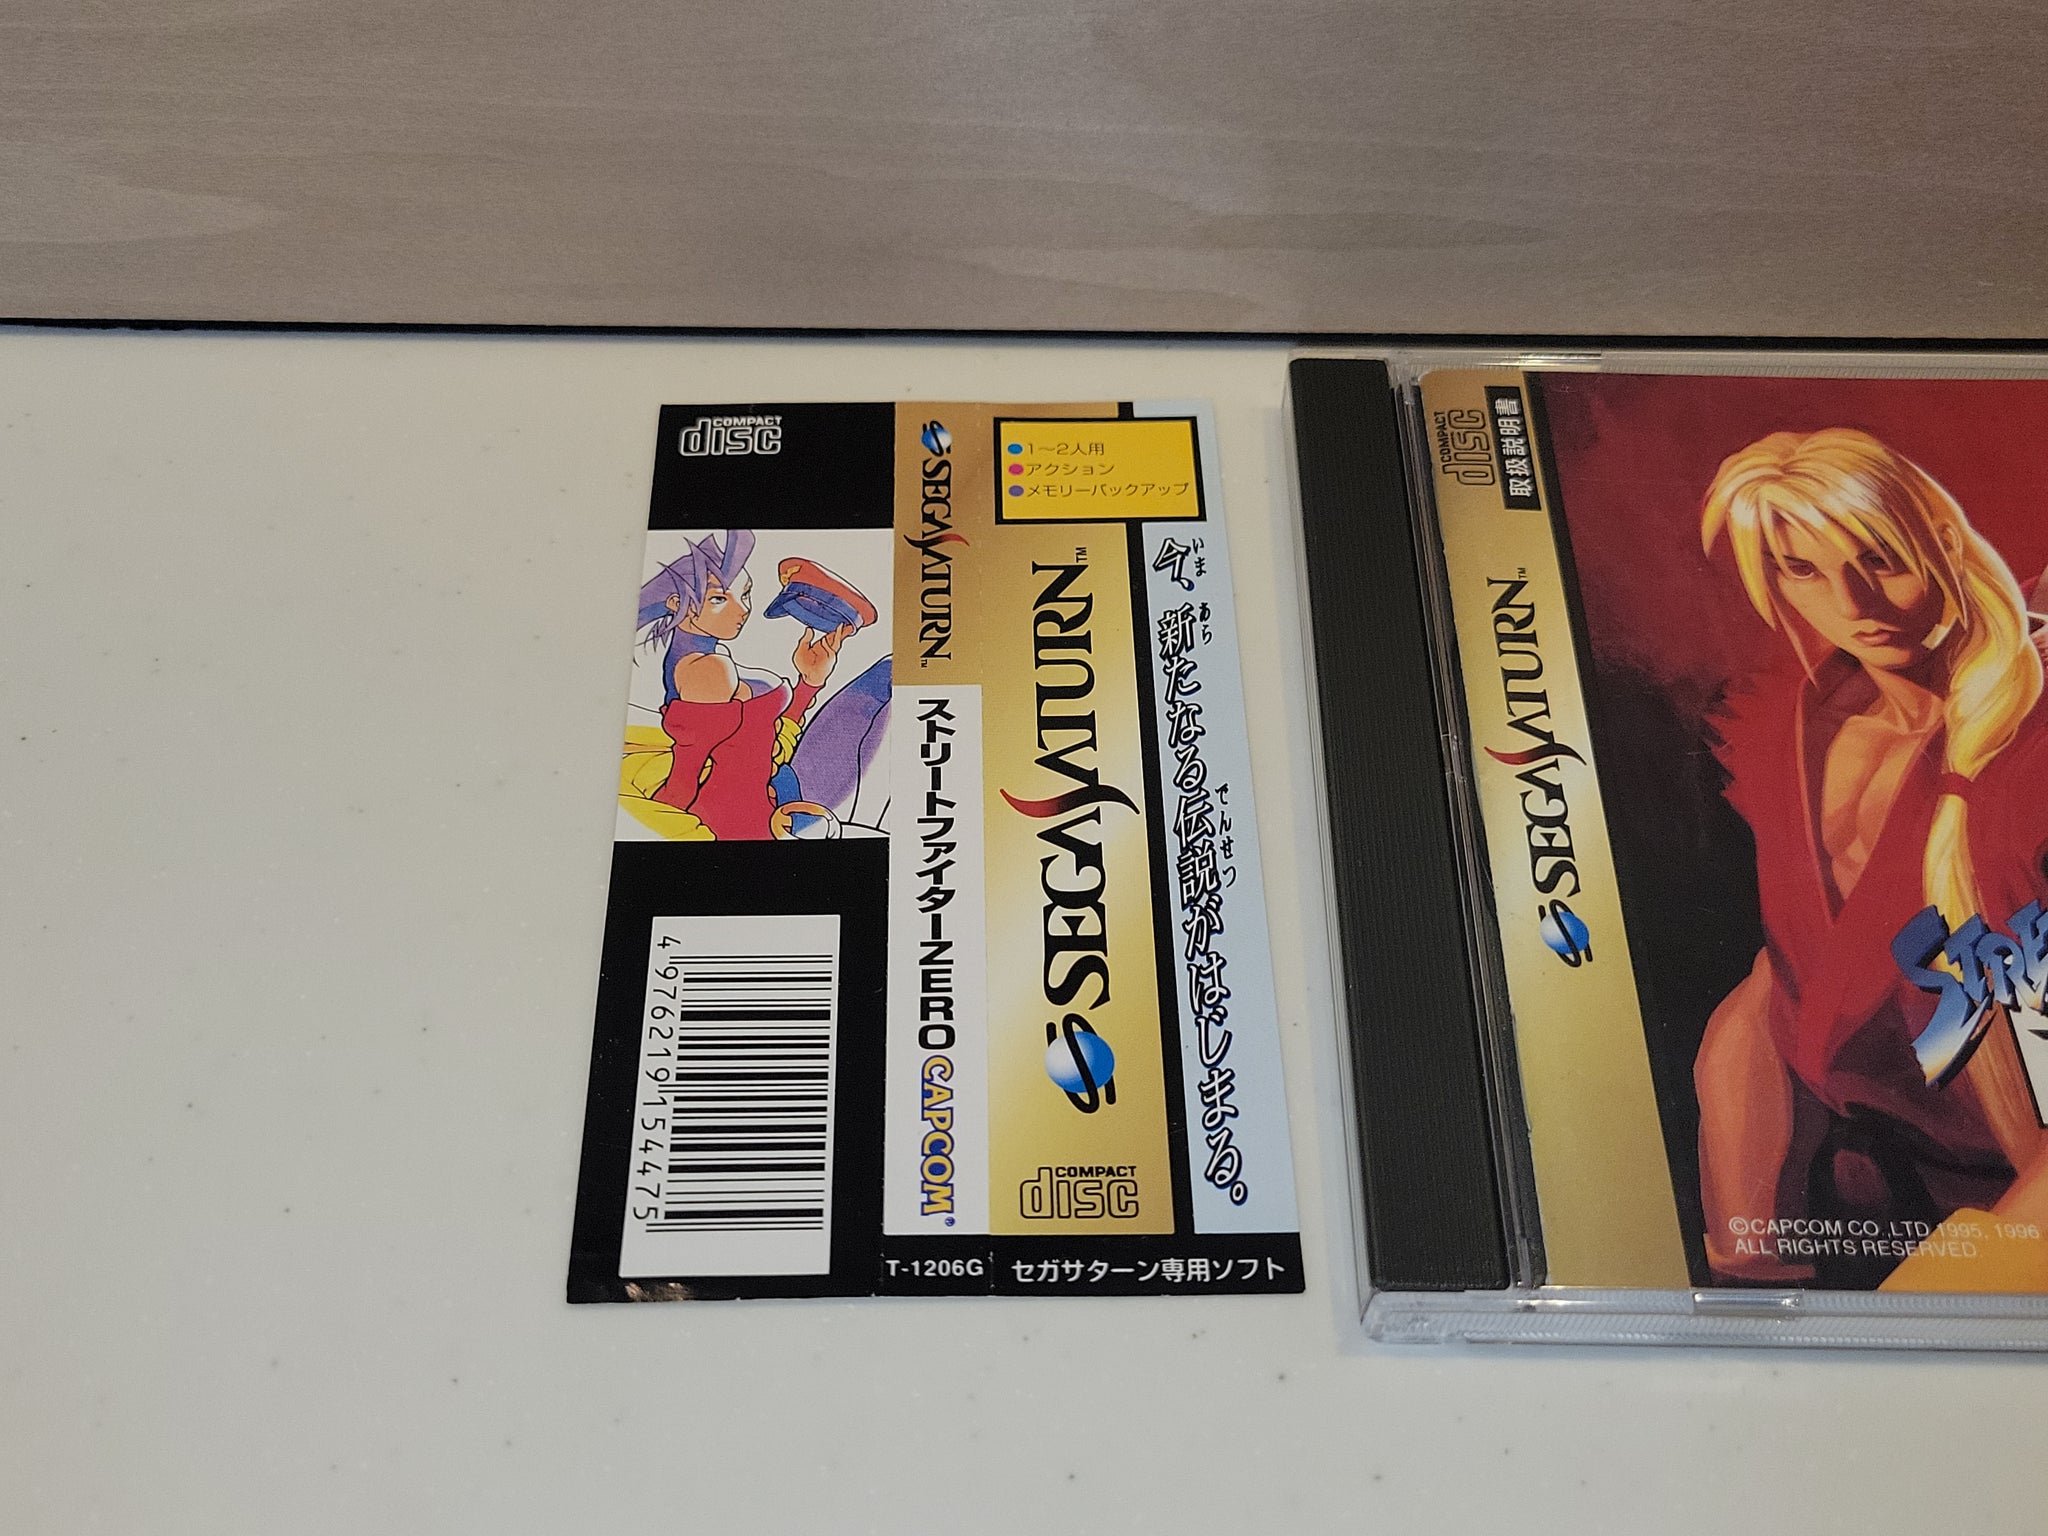 COMPACT
disc
4976219154475
SEGA SATURN™
ストリートファイターZERO
CAPCOM®
T-1206G
1～2人用
アクション
メモリーバックアップ
SEGA SATURN™
COMPACT
disc
今、新たなる伝説がはじまる。
いま
あら
でんせつ
セガサターン専用ソフト
COMPACT
disc
取扱説明書
SEGA SATURN™
©CAPCOM CO.,LTD 1995, 1996
ALL RIGHTS RESERVED